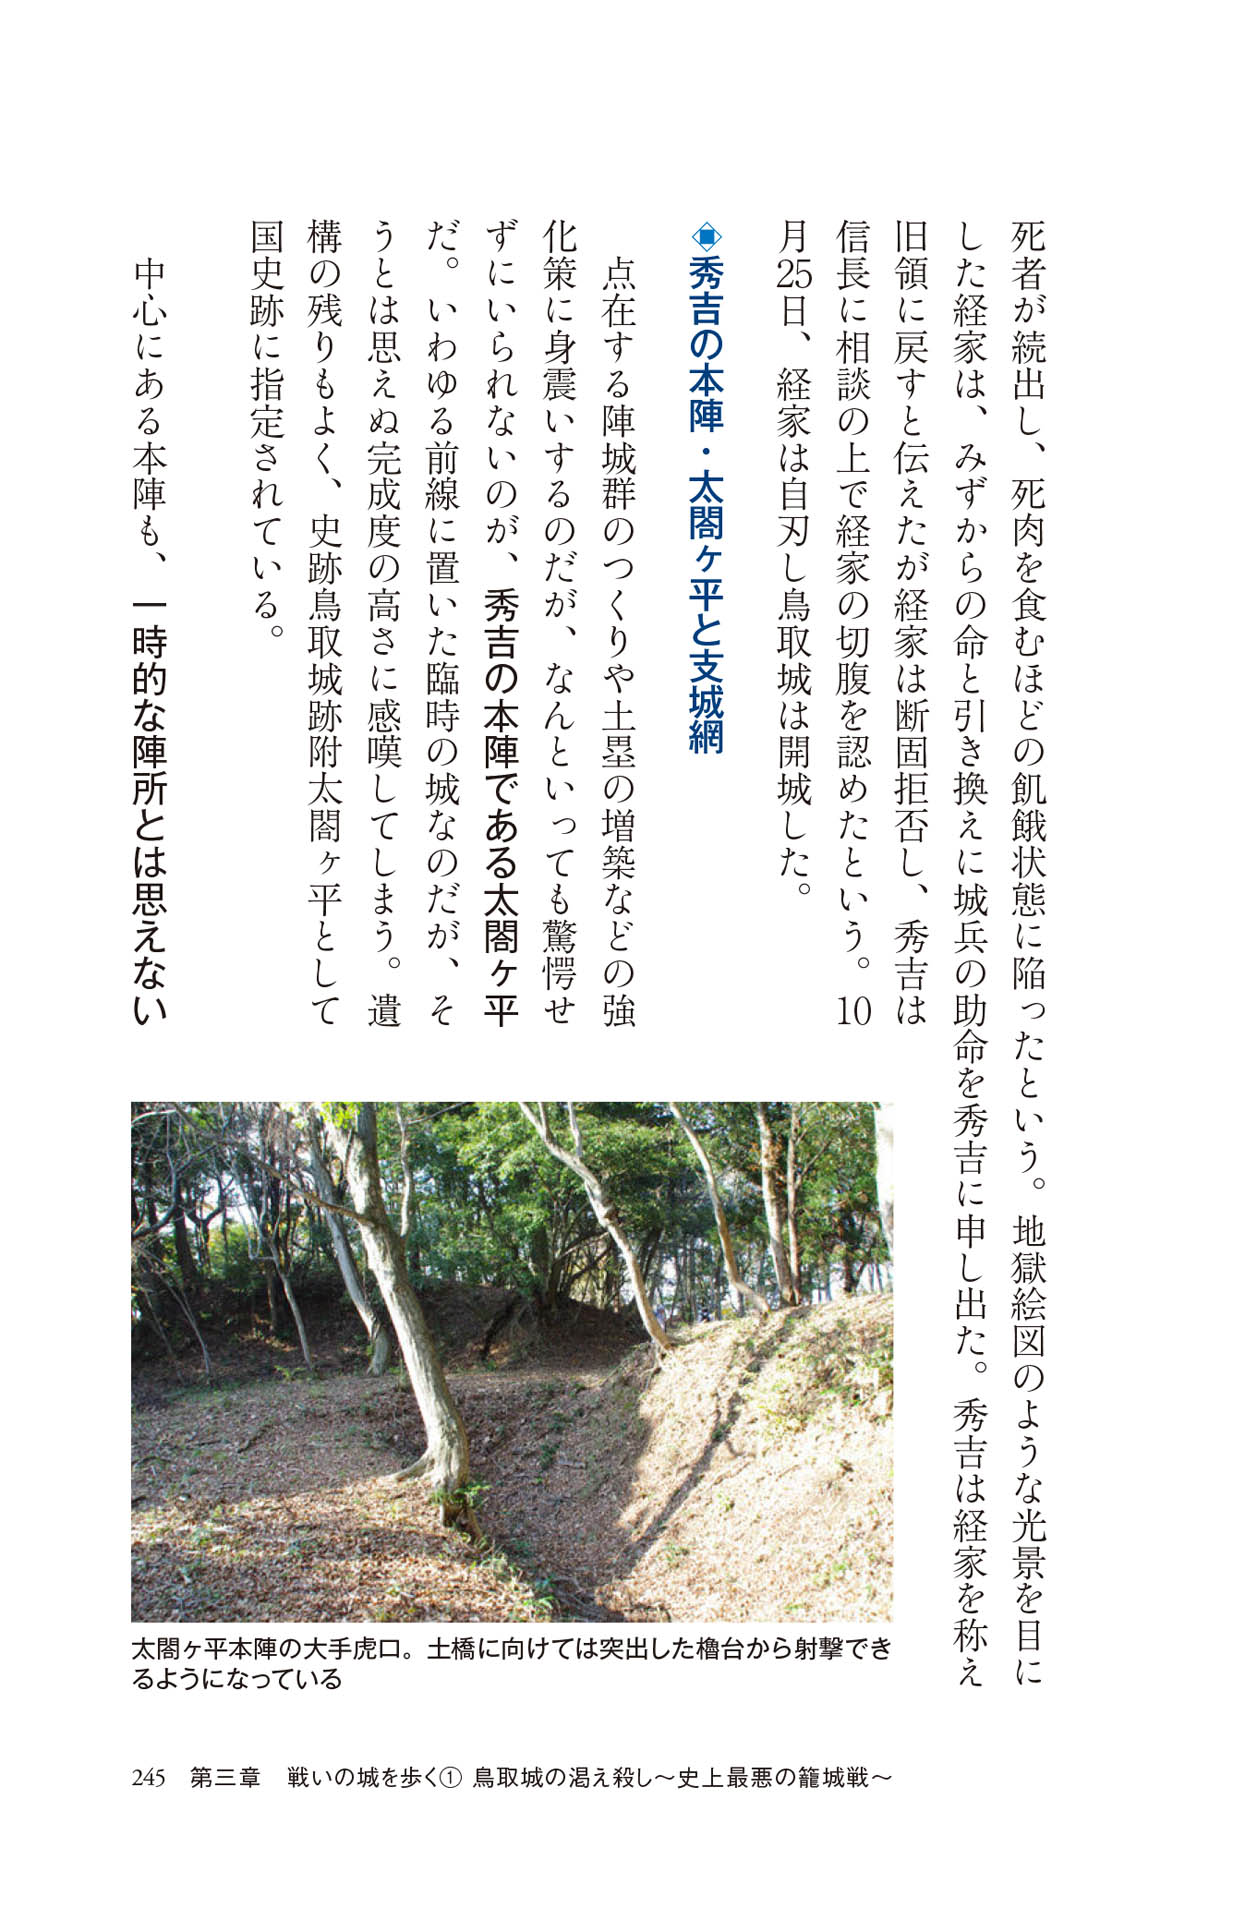 死者が続出し、死肉を食むほどの飢餓状態に陥ったという。地獄絵図のような光景を目に
した経家は、みずからの命と引き換えに城兵の助命を秀吉に申し出た。秀吉は経家を称え
旧領に戻すと伝えたが経家は断固拒否し、秀吉は
信長に相談の上で経家の切腹を認めたという。10
月25日、経家は自刃し鳥取城は開城した。
◈秀吉の本陣・太閤ヶ平と支城網
点在する陣城群のつくりや土塁の増築などの強
化策に身震いするのだが、なんといっても驚愕せ
ずにいられないのが、秀吉の本陣である太閤ヶ平
だ。いわゆる前線に置いた臨時の城なのだが、そ
うとは思えぬ完成度の高さに感嘆してしまう。遺
構の残りもよく、史跡鳥取城跡附太閤ヶ平として
国史跡に指定されている。
中心にある本陣も、一時的な陣所とは思えない
太閤ヶ平本陣の大手虎口。土橋に向けては突出した櫓台から射撃でき
るようになっている
245 第三章 戦いの城を歩く① 鳥取城の渇え殺し～史上最悪の籠城戦～